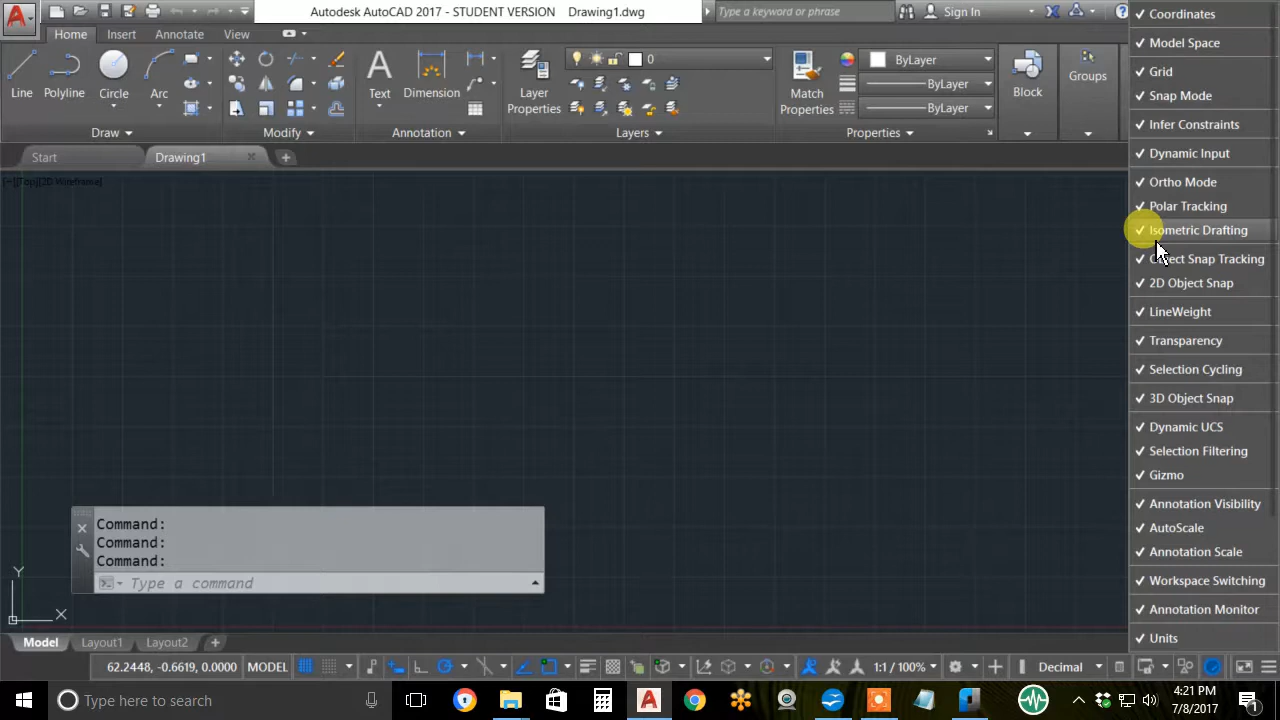 Autodesk AutoCAD 2017 - STUDENT VERSION Drawing1.dwg
Type a keyword or phrase
Sign In
Home Insert Annotate View
Line Polyline Circle Arc Text Dimension
Layer Properties
0
Match Properties
ByLayer
ByLayer
ByLayer
Block
Groups
Draw Modify Annotation Layers Properties
Start Drawing1
[−][Top][2D Wireframe]
Coordinates
Model Space
Grid
Snap Mode
Infer Constraints
Dynamic Input
Ortho Mode
Polar Tracking
Isometric Drafting
Object Snap Tracking
2D Object Snap
LineWeight
Transparency
Selection Cycling
3D Object Snap
Dynamic UCS
Selection Filtering
Gizmo
Annotation Visibility
AutoScale
Annotation Scale
Workspace Switching
Annotation Monitor
Units
Command:
Command:
Command:
Type a command
Y
X
Model Layout1 Layout2
62.2448, -0.6619, 0.0000 MODEL 1:1 / 100% Decimal
Type here to search
4:21 PM
7/8/2017
1